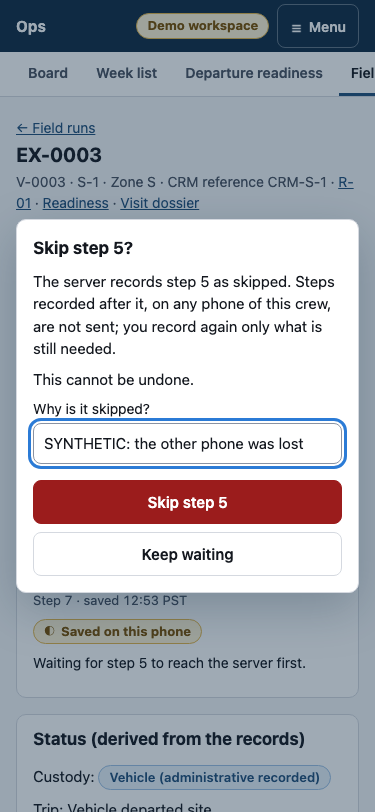 Ops
Demo workspace
≡ Menu
Board Week list Departure readiness Fiel
← Field runs
EX-0003
V-0003 · S-1 · Zone S · CRM reference CRM-S-1 · R-
01 · Readiness · Visit dossier
Skip step 5?
The server records step 5 as skipped. Steps
recorded after it, on any phone of this crew,
are not sent; you record again only what is
still needed.
This cannot be undone.
Why is it skipped?
SYNTHETIC: the other phone was lost
Skip step 5
Keep waiting
Step 7 · saved 12:53 PST
Saved on this phone
Waiting for step 5 to reach the server first.
Status (derived from the records)
Custody: Vehicle (administrative recorded)
Trip: Vehicle departed site